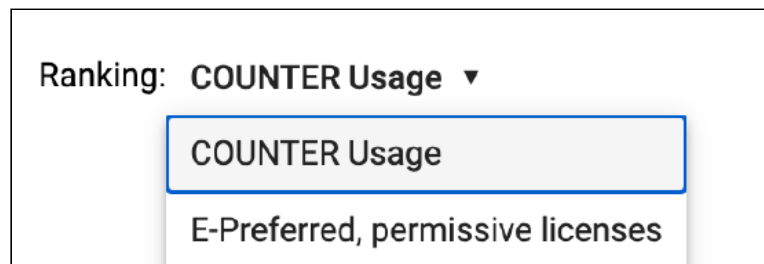 Ranking: COUNTER Usage ▼
COUNTER Usage
E-Preferred, permissive licenses